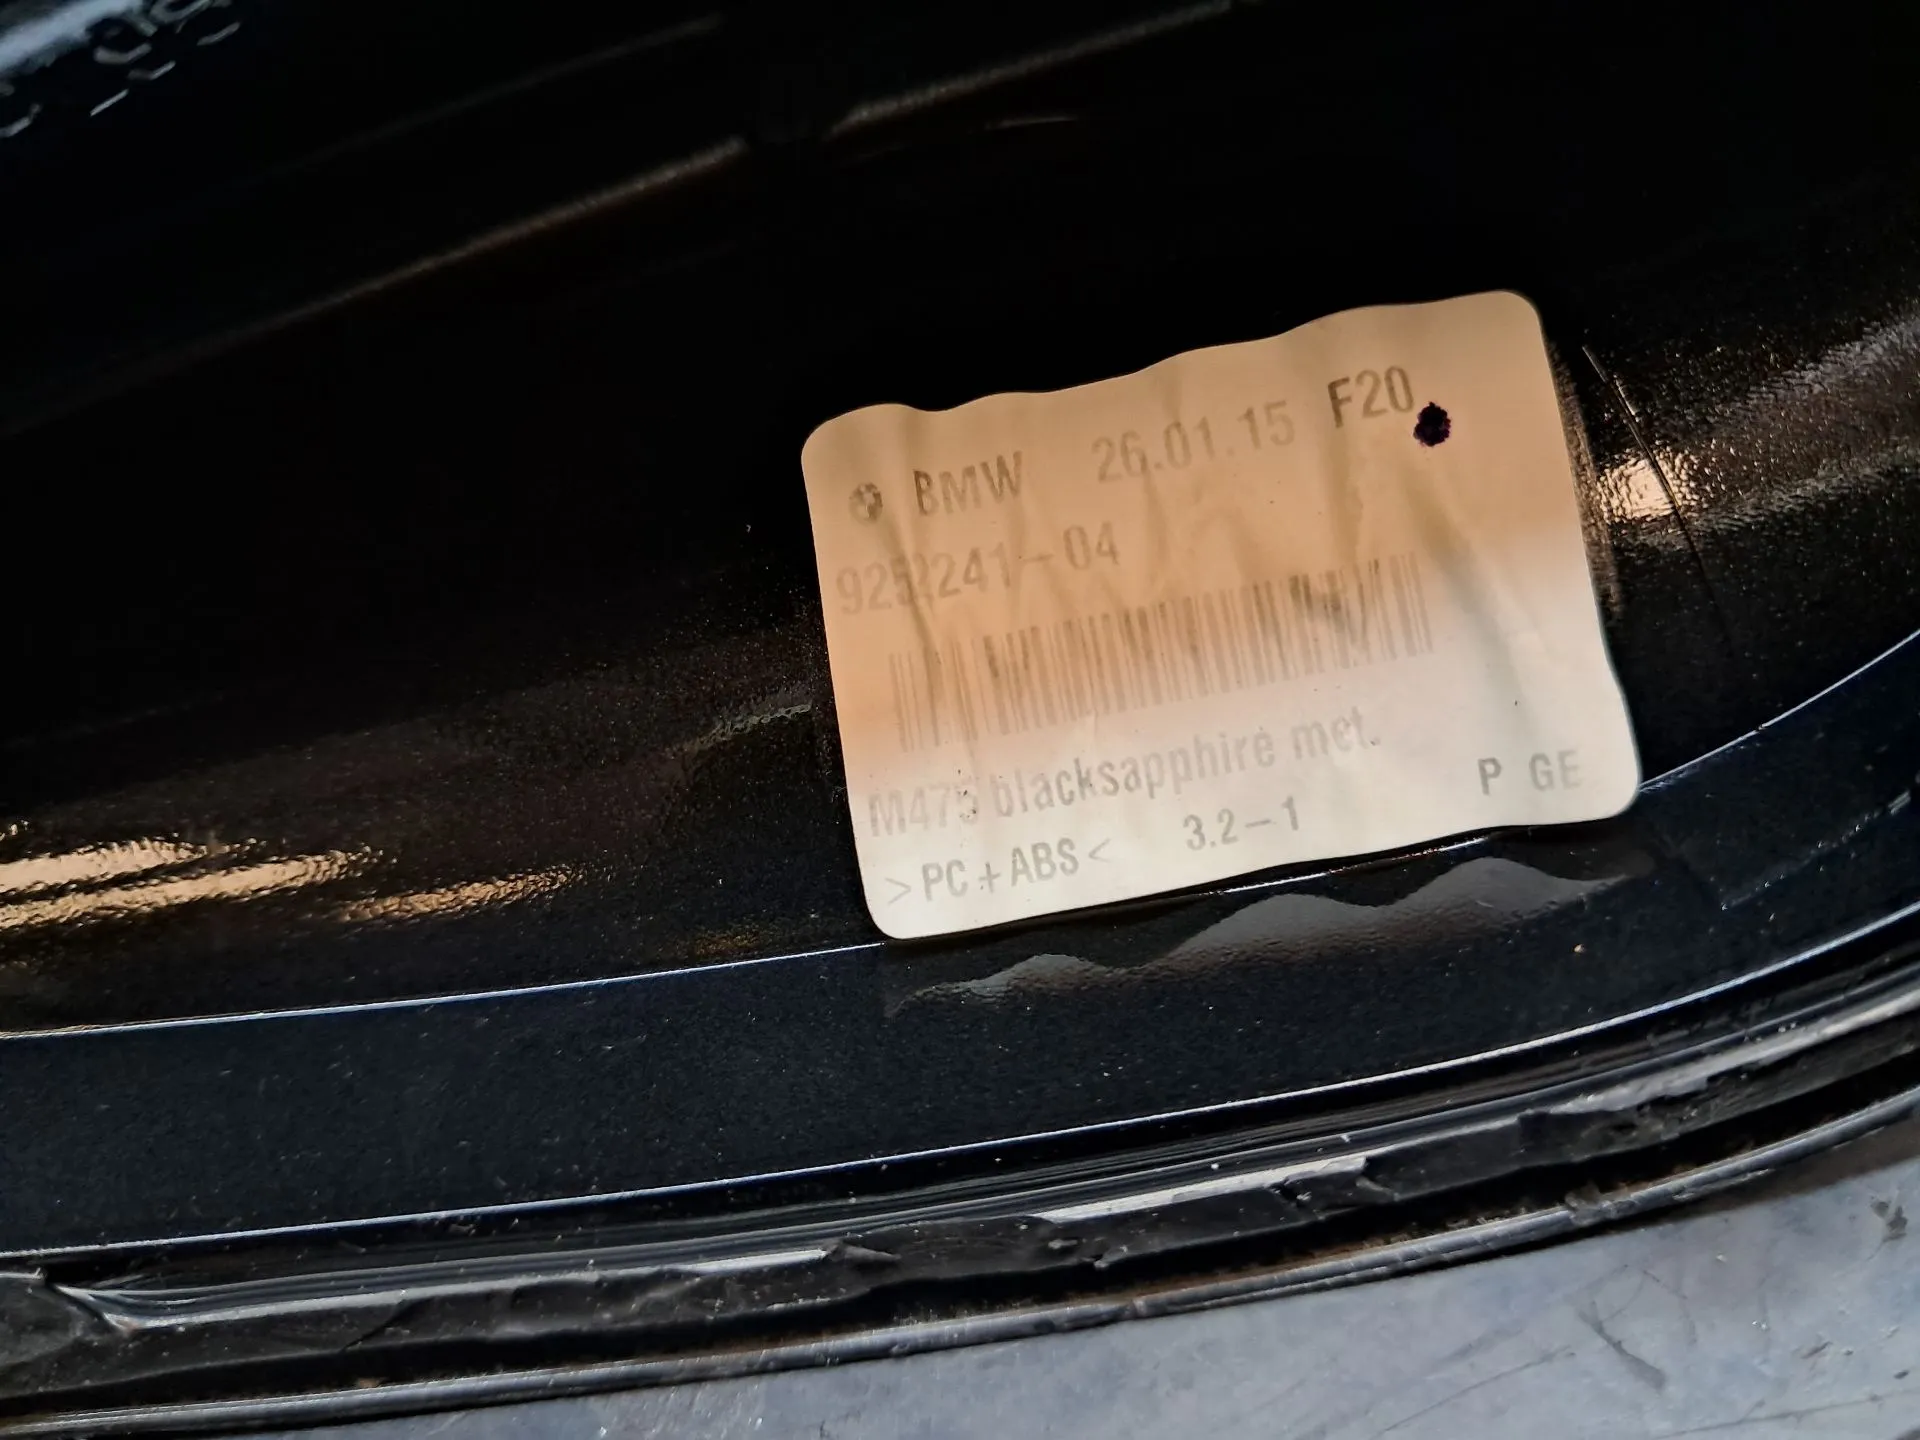 BMW 26.01.15 F20
9252241-04
M475 blacksapphire met.
>PC+ABS< 3.2-1 P GE